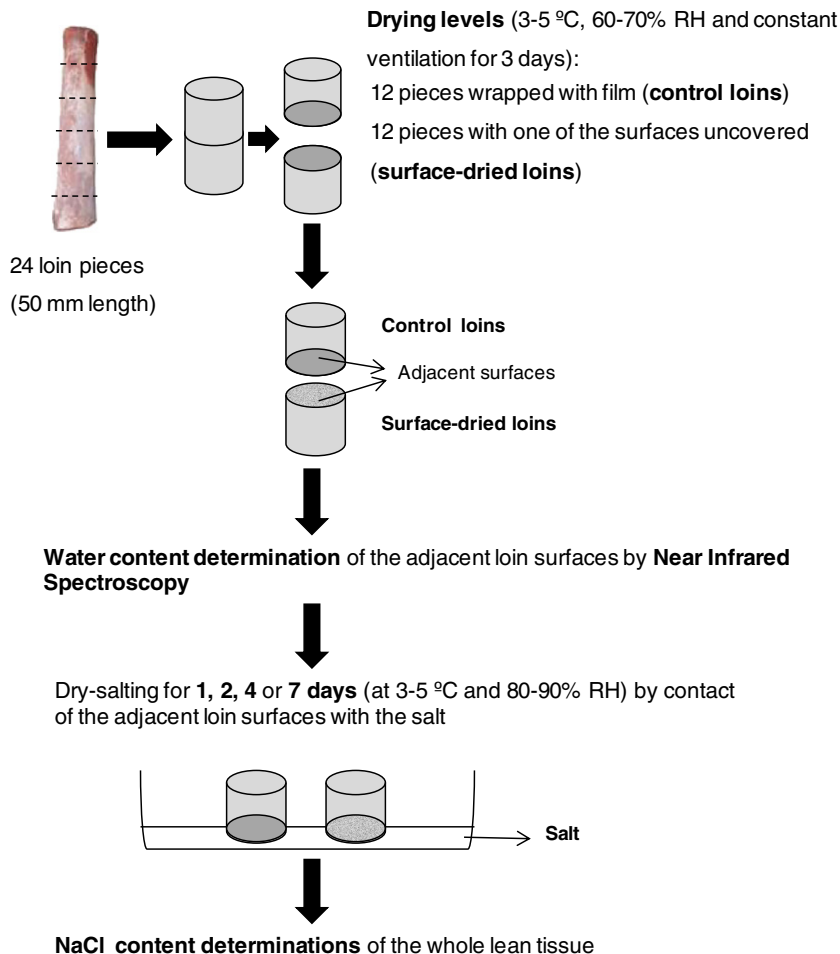 Drying levels (3-5 ºC, 60-70% RH and constant
ventilation for 3 days):
12 pieces wrapped with film (control loins)
12 pieces with one of the surfaces uncovered
(surface-dried loins)
24 loin pieces
(50 mm length)
Control loins
Adjacent surfaces
Surface-dried loins
Water content determination of the adjacent loin surfaces by Near Infrared
Spectroscopy
Dry-salting for 1, 2, 4 or 7 days (at 3-5 ºC and 80-90% RH) by contact
of the adjacent loin surfaces with the salt
Salt
NaCl content determinations of the whole lean tissue